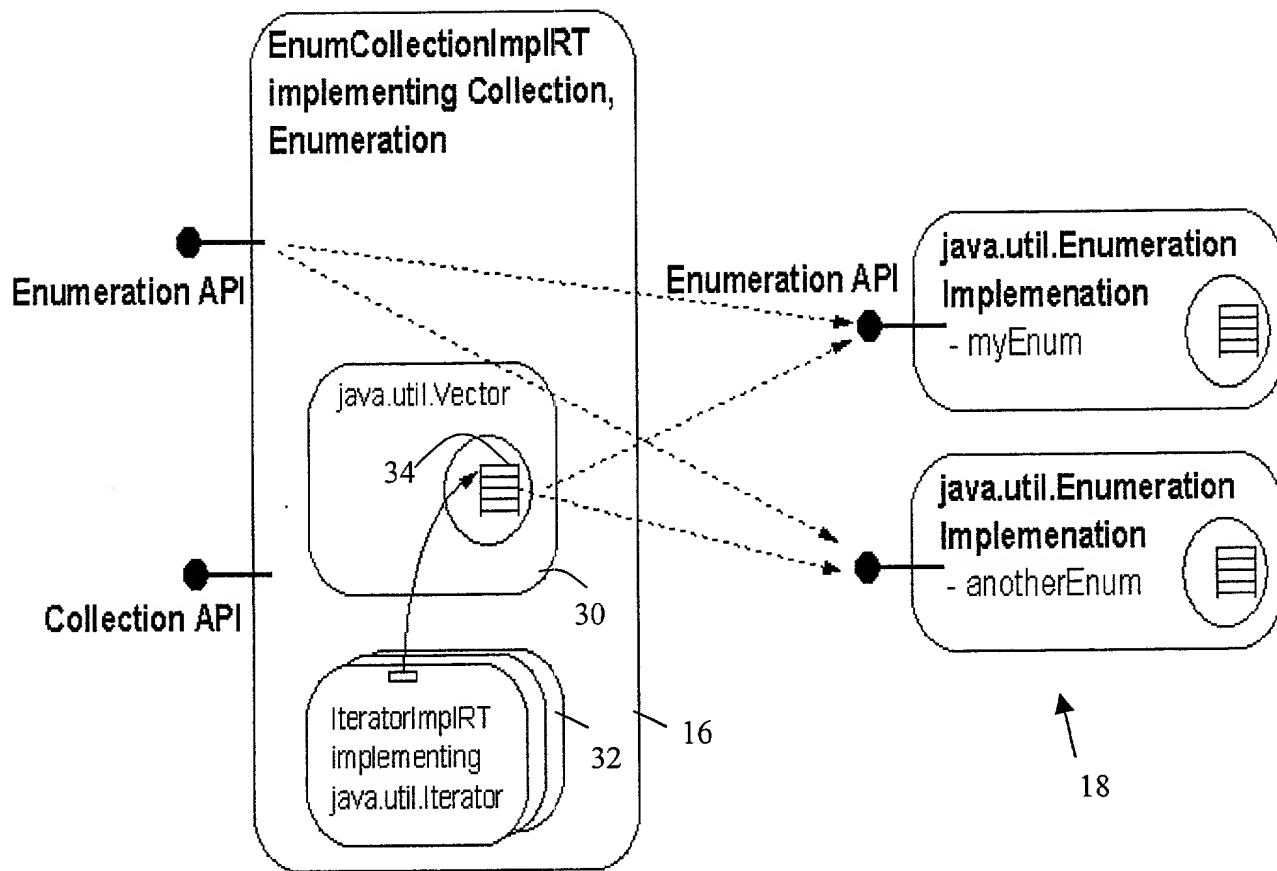 EnumCollectionImplRT
implementing Collection,
Enumeration
Enumeration API
Collection API
java.util.Vector
34
30
IteratorImplRT
implementing
java.util.Iterator
32
16
Enumeration API
java.util.Enumeration
Implemenation
- myEnum
java.util.Enumeration
Implemenation
- anotherEnum
18